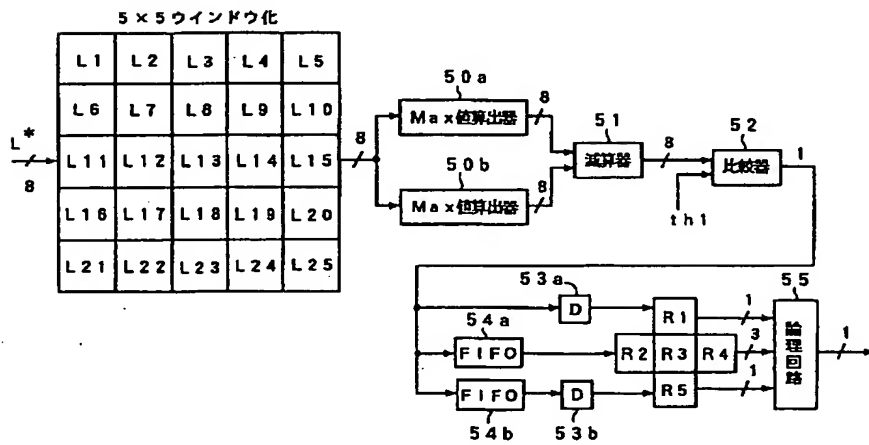 5×5ウインドウ化
L1 L2 L3 L4 L5
L6 L7 L8 L9 L10
L11 L12 L13 L14 L15
L16 L17 L18 L19 L20
L21 L22 L23 L24 L25
L*
8
8
50a
Max値算出器
8
50b
Max値算出器
8
51
減算器
8
52
比較器
1
th1
53a
D
54a
FIFO
FIFO
54b
D
53b
R1
R2 R3 R4
R5
1
3
1
55
論理回路
1